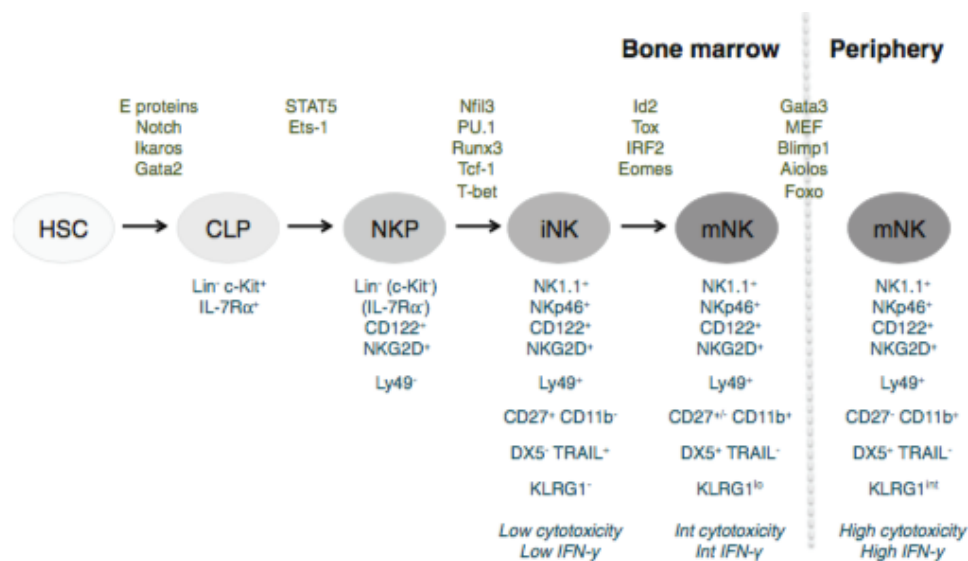 Bone marrow
Periphery
E proteins
Notch
Ikaros
Gata2
STAT5
Ets-1
Nfil3
PU.1
Runx3
Tcf-1
T-bet
Id2
Tox
IRF2
Eomes
Gata3
MEF
Blimp1
Aiolos
Foxo
HSC
CLP
NKP
iNK
mNK
mNK
Lin⁻ c-Kit⁺
IL-7Rα⁺
Lin⁻ (c-Kit⁻)
(IL-7Rα⁻)
CD122⁺
NKG2D⁺
Ly49⁻
NK1.1⁺
NKp46⁺
CD122⁺
NKG2D⁺
Ly49⁺
CD27⁺ CD11b⁻
DX5⁻ TRAIL⁺
KLRG1⁻
Low cytotoxicity
Low IFN-γ
NK1.1⁺
NKp46⁺
CD122⁺
NKG2D⁺
Ly49⁺
CD27⁺/⁻ CD11b⁺
DX5⁺ TRAIL⁻
KLRG1ˡᵒ
Int cytotoxicity
Int IFN-γ
NK1.1⁺
NKp46⁺
CD122⁺
NKG2D⁺
Ly49⁺
CD27⁻ CD11b⁺
DX5⁺ TRAIL⁻
KLRG1ⁱⁿᵗ
High cytotoxicity
High IFN-γ